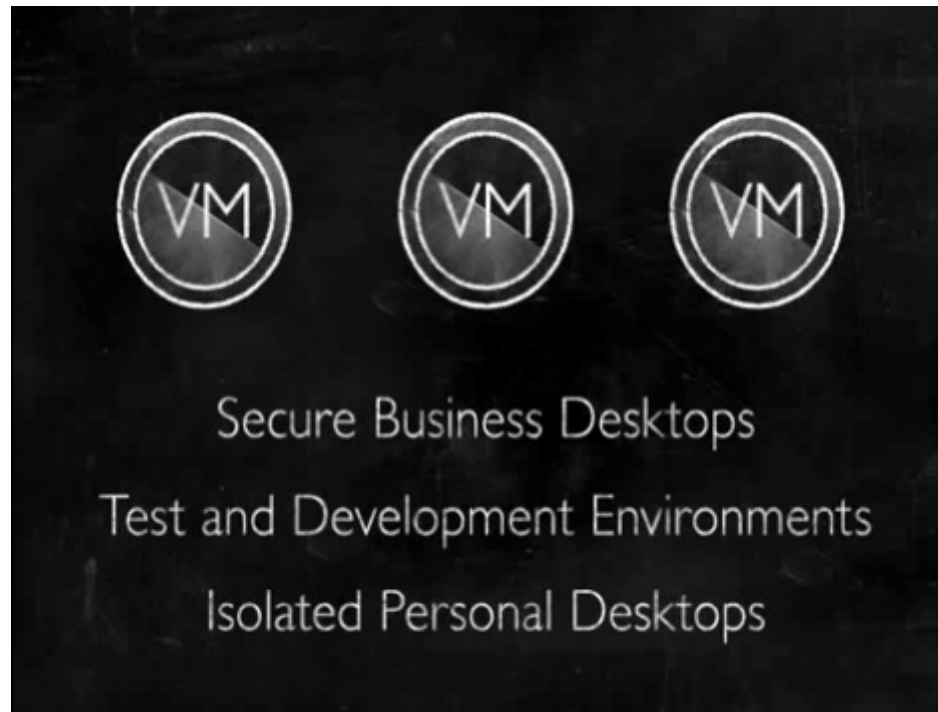 VM VM VM
Secure Business Desktops
Test and Development Environments
Isolated Personal Desktops